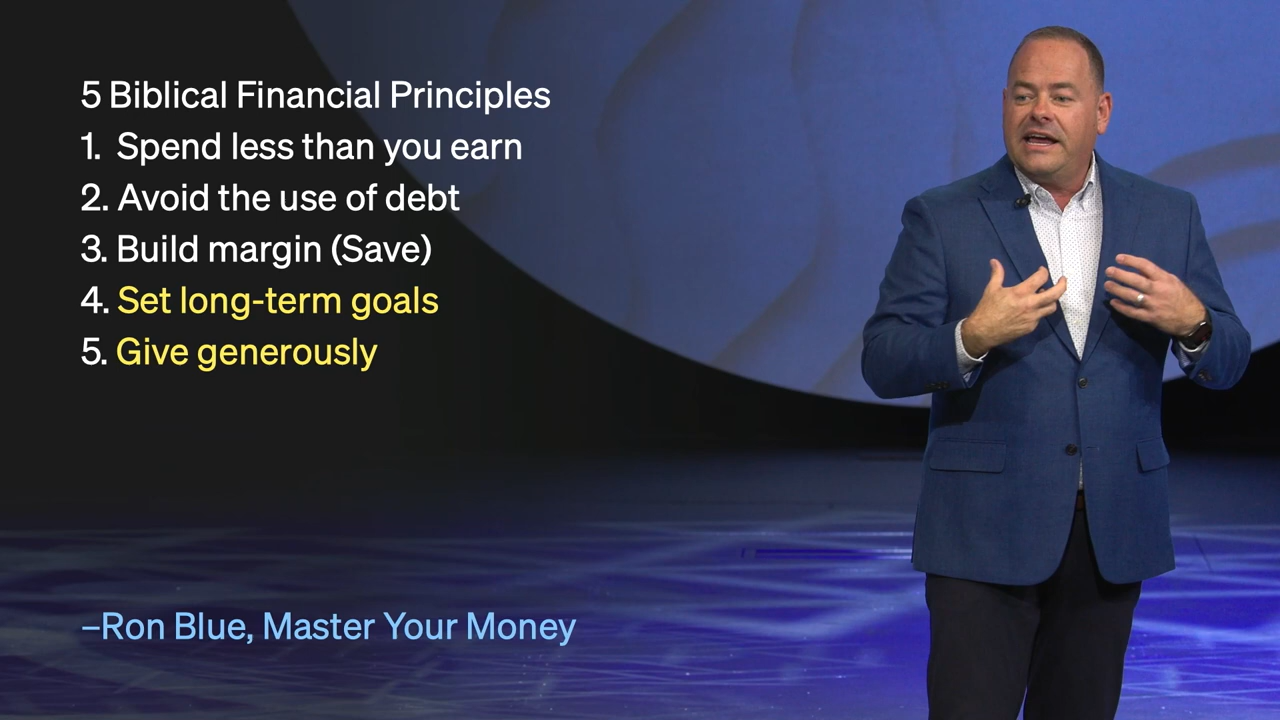 5 Biblical Financial Principles
1. Spend less than you earn
2. Avoid the use of debt
3. Build margin (Save)
4. Set long-term goals
5. Give generously
–Ron Blue, Master Your Money